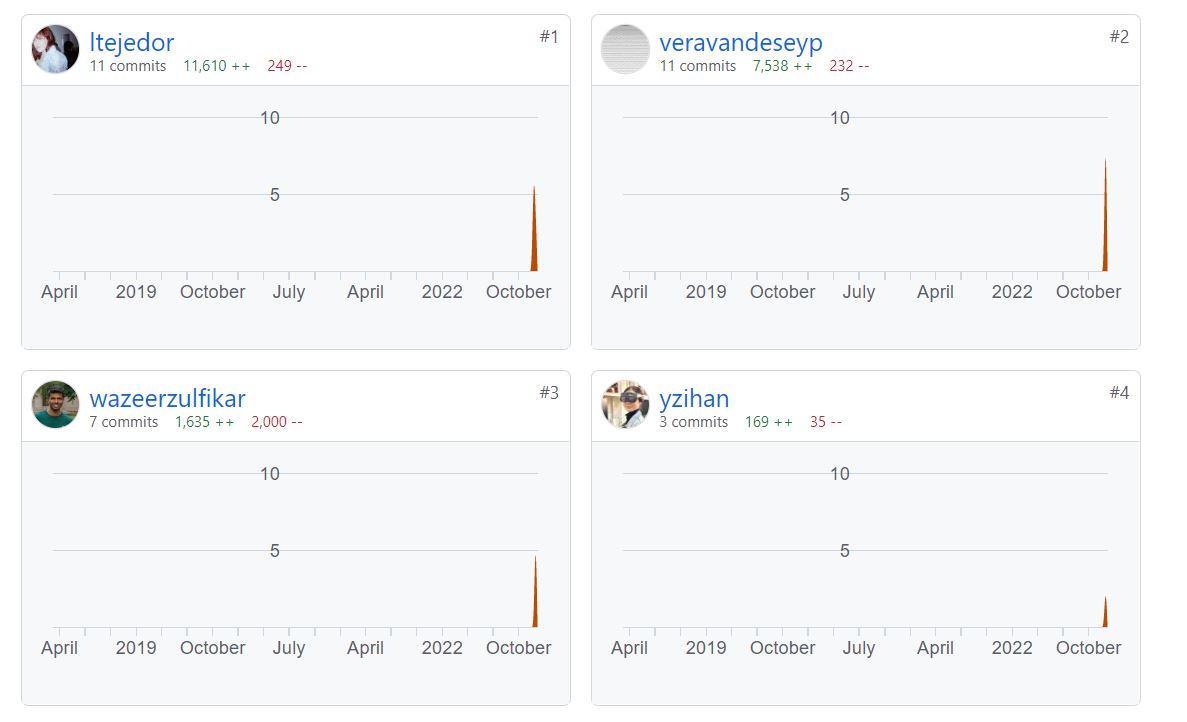 ltejedor #1
11 commits 11,610 ++ 249 --
10
5
April 2019 October July April 2022 October
veravandeseyp #2
11 commits 7,538 ++ 232 --
10
5
April 2019 October July April 2022 October
wazeerzulfikar #3
7 commits 1,635 ++ 2,000 --
10
5
April 2019 October July April 2022 October
yzihan #4
3 commits 169 ++ 35 --
10
5
April 2019 October July April 2022 October